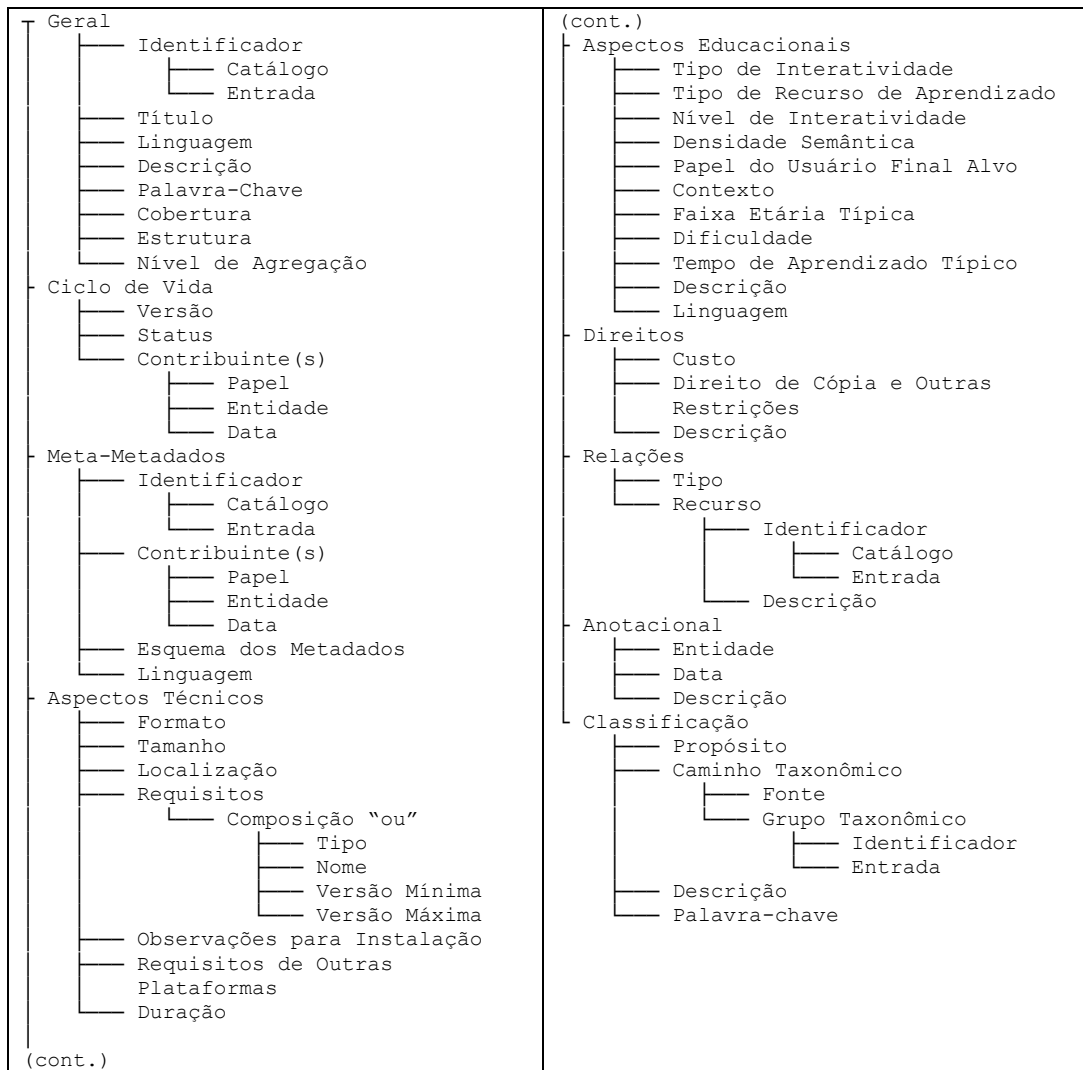 Geral
Identificador
Catálogo
Entrada
Título
Linguagem
Descrição
Palavra-Chave
Cobertura
Estrutura
Nível de Agregação
Ciclo de Vida
Versão
Status
Contribuinte(s)
Papel
Entidade
Data
Meta-Metadados
Identificador
Catálogo
Entrada
Contribuinte(s)
Papel
Entidade
Data
Esquema dos Metadados
Linguagem
Aspectos Técnicos
Formato
Tamanho
Localização
Requisitos
Composição “ou”
Tipo
Nome
Versão Mínima
Versão Máxima
Observações para Instalação
Requisitos de Outras
Plataformas
Duração
(cont.)
(cont.)
Aspectos Educacionais
Tipo de Interatividade
Tipo de Recurso de Aprendizado
Nível de Interatividade
Densidade Semântica
Papel do Usuário Final Alvo
Contexto
Faixa Etária Típica
Dificuldade
Tempo de Aprendizado Típico
Descrição
Linguagem
Direitos
Custo
Direito de Cópia e Outras
Restrições
Descrição
Relações
Tipo
Recurso
Identificador
Catálogo
Entrada
Descrição
Anotacional
Entidade
Data
Descrição
Classificação
Propósito
Caminho Taxonômico
Fonte
Grupo Taxonômico
Identificador
Entrada
Descrição
Palavra-chave